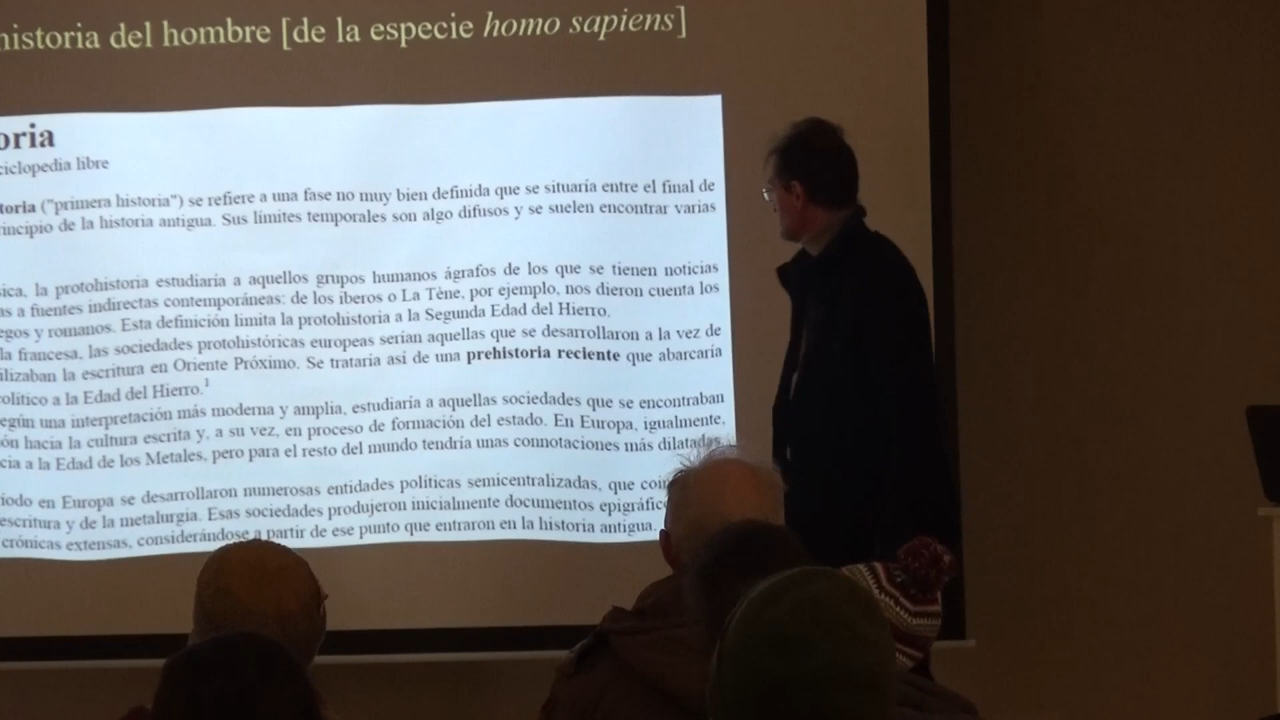 historia del hombre [de la especie homo sapiens]
oria
ciclopedia libre
toria ("primera historia") se refiere a una fase no muy bien definida que se situaría entre el final de
rincipio de la historia antigua. Sus límites temporales son algo difusos y se suelen encontrar varias
sica, la protohistoria estudiaría a aquellos grupos humanos ágrafos de los que se tienen noticias
as a fuentes indirectas contemporáneas: de los iberos o La Tène, por ejemplo, nos dieron cuenta los
egos y romanos. Esta definición limita la protohistoria a la Segunda Edad del Hierro.
la francesa, las sociedades protohistóricas europeas serían aquellas que se desarrollaron a la vez de
ilizaban la escritura en Oriente Próximo. Se trataría así de una prehistoria reciente que abarcaría
olítico a la Edad del Hierro.1
egún una interpretación más moderna y amplia, estudiaría a aquellas sociedades que se encontraban
ón hacia la cultura escrita y, a su vez, en proceso de formación del estado. En Europa, igualmente,
cia a la Edad de los Metales, pero para el resto del mundo tendría unas connotaciones más dilatadas.
íodo en Europa se desarrollaron numerosas entidades políticas semicentralizadas, que coin
escritura y de la metalurgia. Esas sociedades produjeron inicialmente documentos epigráfic
crónicas extensas, considerándose a partir de ese punto que entraron en la historia antigua.